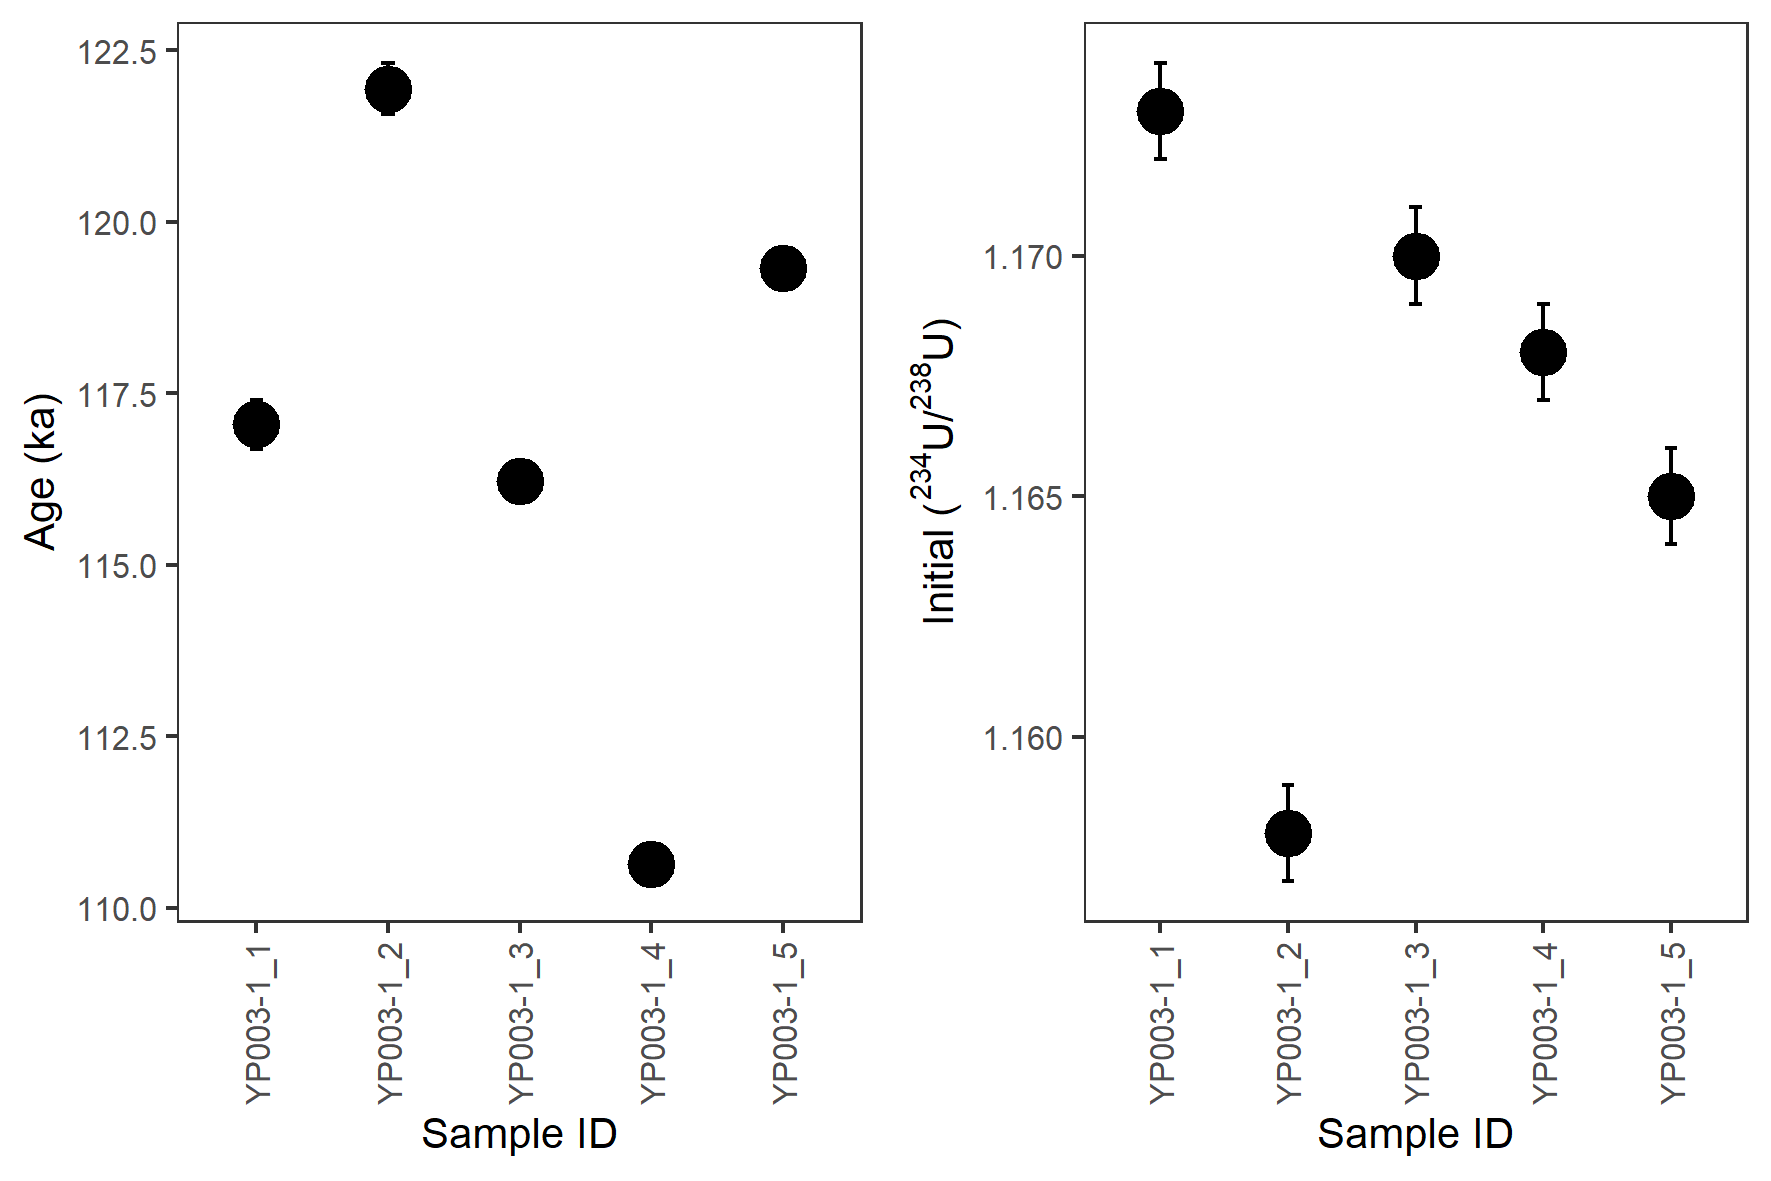 Age (ka)
122.5
120.0
117.5
115.0
112.5
110.0
YP003-1_1
YP003-1_2
YP003-1_3
YP003-1_4
YP003-1_5
Sample ID
Initial (²³⁴U/²³⁸U)
1.170
1.165
1.160
YP003-1_1
YP003-1_2
YP003-1_3
YP003-1_4
YP003-1_5
Sample ID